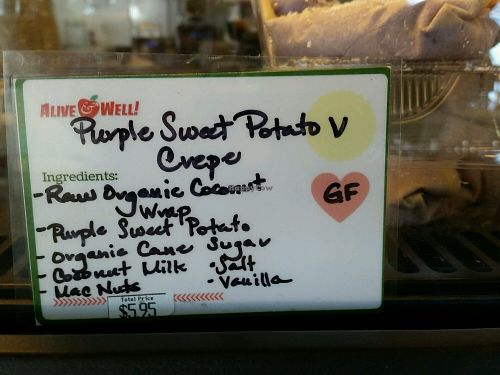 ALIVE & WELL!
Purple Sweet Potato V
Crepe
Ingredients:
GF
- Raw Organic Coconut
Wrap
- Purple Sweet Potato
- Organic Cane Sugar
- Coconut Milk • Salt
- Mac Nuts • Vanilla
Total Price
$5.95